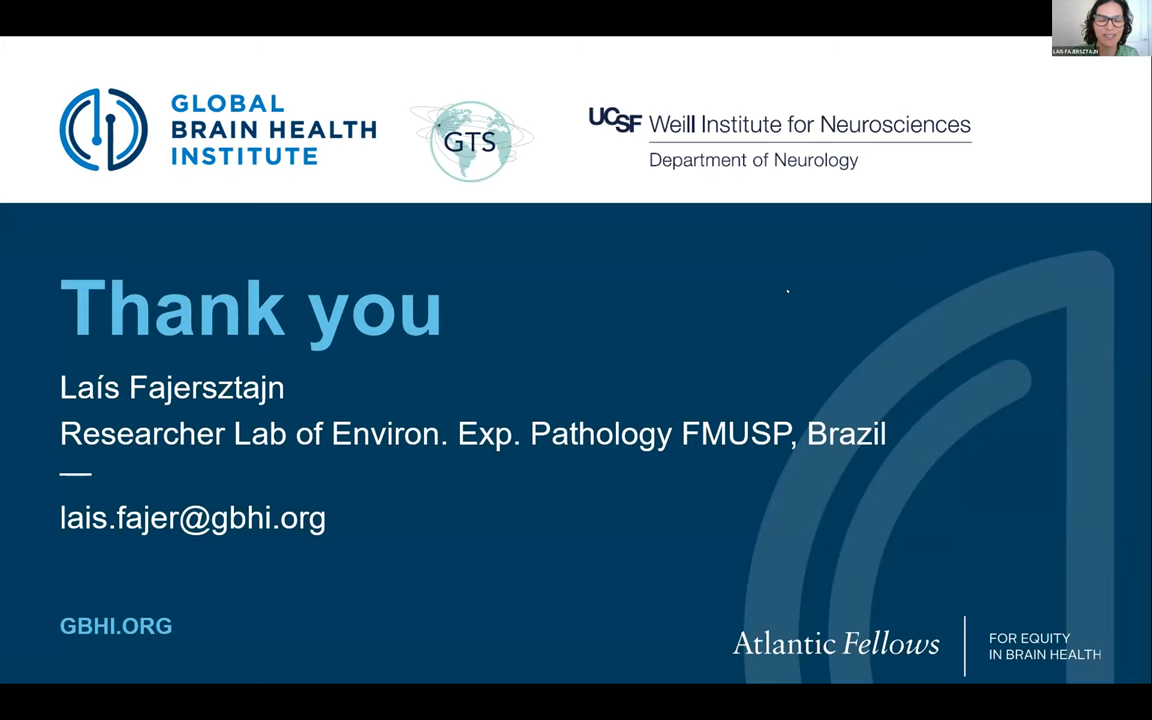 LAIS FAJERSZTAJN
GLOBAL
BRAIN HEALTH
INSTITUTE
GTS
UCSF Weill Institute for Neurosciences
Department of Neurology
Thank you
Laís Fajersztajn
Researcher Lab of Environ. Exp. Pathology FMUSP, Brazil
lais.fajer@gbhi.org
GBHI.ORG
Atlantic Fellows
FOR EQUITY
IN BRAIN HEALTH